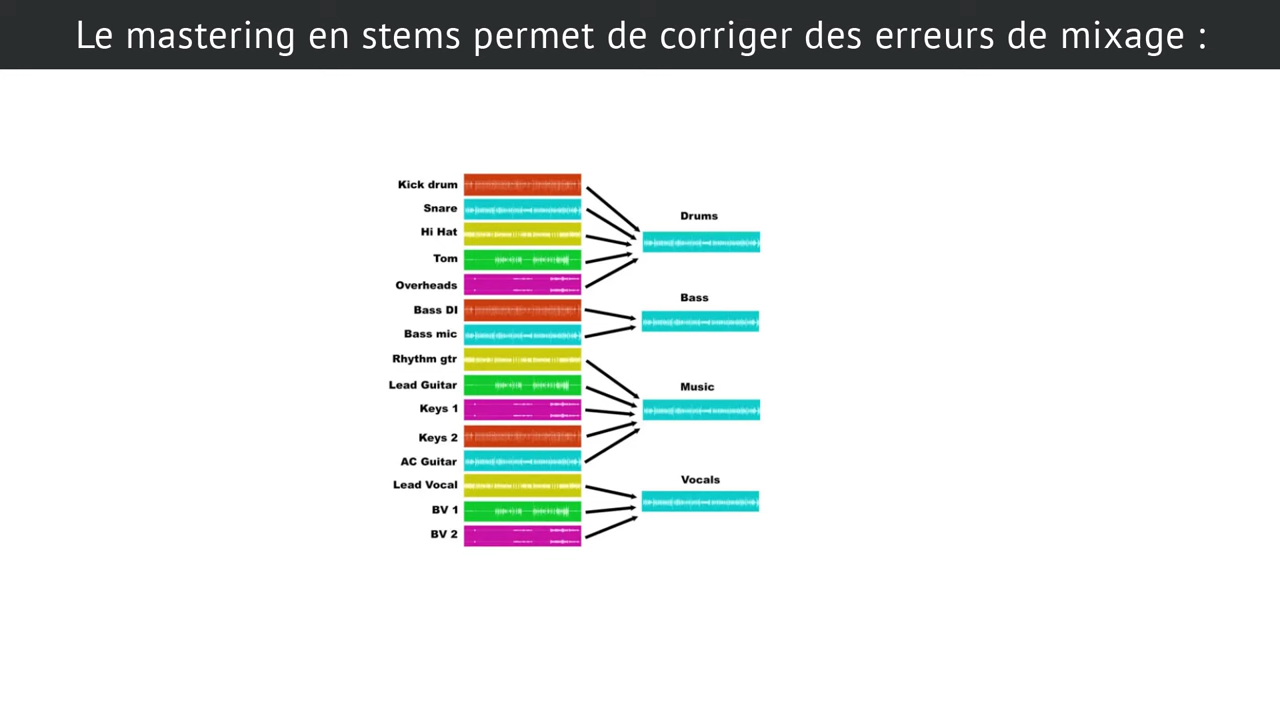 Le mastering en stems permet de corriger des erreurs de mixage :
Kick drum
Snare
Hi Hat
Tom
Overheads
Bass DI
Bass mic
Rhythm gtr
Lead Guitar
Keys 1
Keys 2
AC Guitar
Lead Vocal
BV 1
BV 2
Drums
Bass
Music
Vocals